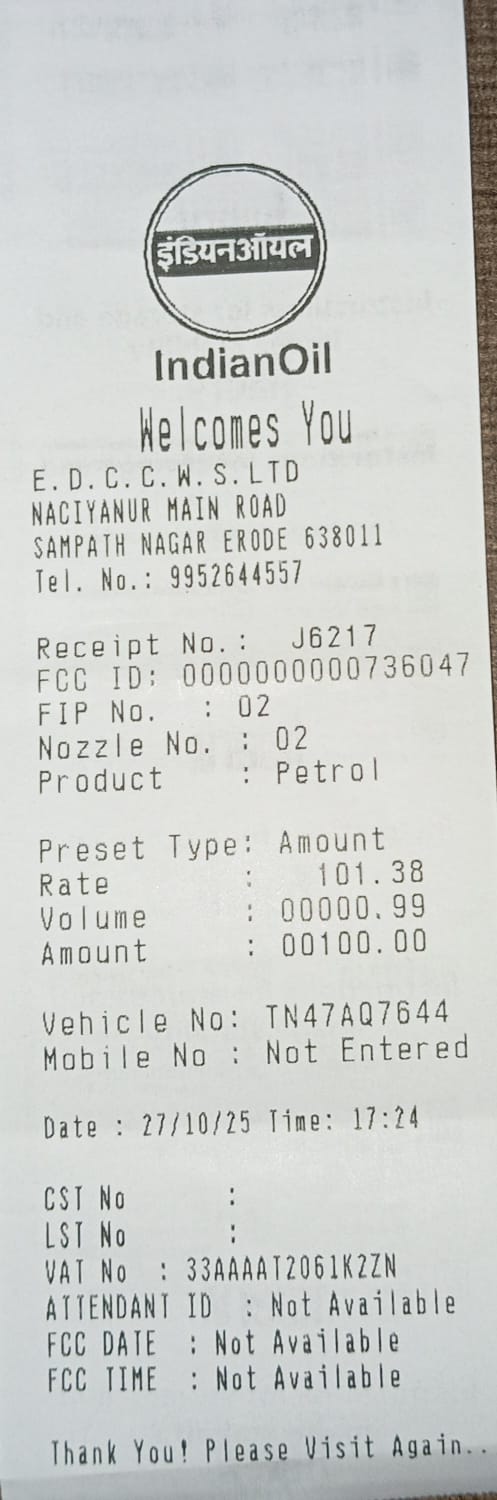 इंडियनऑयल
IndianOil
Welcomes You
E.D.C.C.W.S.LTD
NACIYANUR MAIN ROAD
SAMPATH NAGAR ERODE 638011
Tel. No.: 9952644557
Receipt No.: J6217
FCC ID: 0000000000736047
FIP No. : 02
Nozzle No. : 02
Product : Petrol
Preset Type: Amount
Rate : 101.38
Volume : 00000.99
Amount : 00100.00
Vehicle No: TN47AQ7644
Mobile No : Not Entered
Date : 27/10/25 Time: 17:24
CST No :
LST No :
VAT No : 33AAAAT2061K2ZN
ATTENDANT ID : Not Available
FCC DATE : Not Available
FCC TIME : Not Available
Thank You! Please Visit Again..